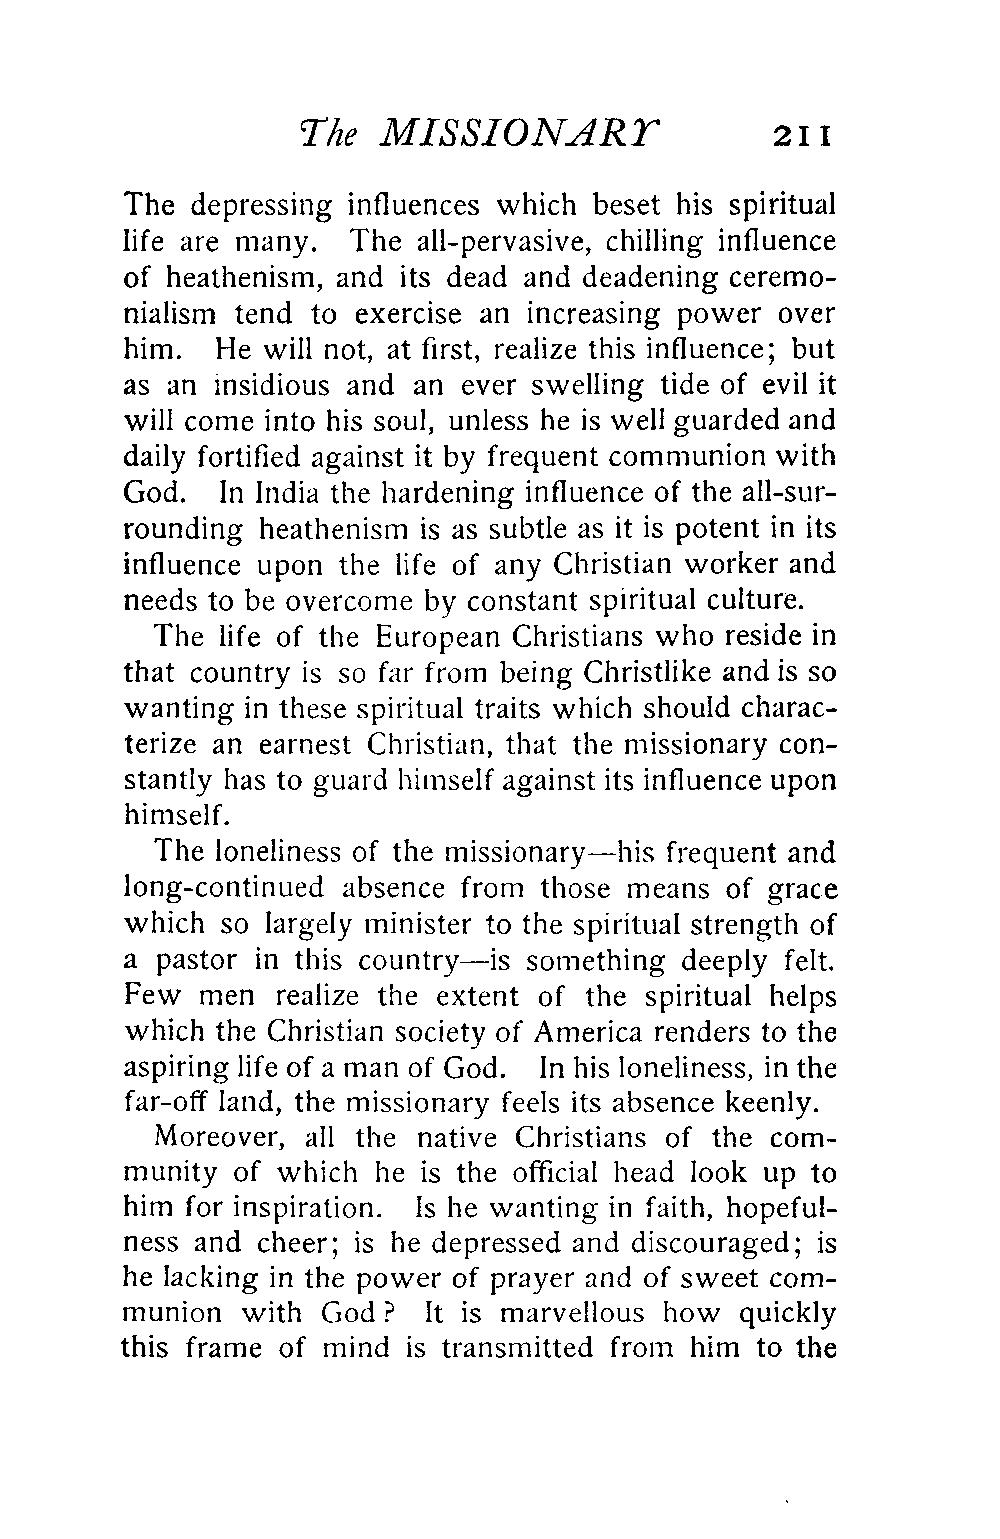 The MISSIONARY 211
The depressing influences which beset his spiritual
life are many. The all-pervasive, chilling influence
of heathenism, and its dead and deadening ceremo-
nialism tend to exercise an increasing power over
him. He will not, at first, realize this influence; but
as an insidious and an ever swelling tide of evil it
will come into his soul, unless he is well guarded and
daily fortified against it by frequent communion with
God. In India the hardening influence of the all-sur-
rounding heathenism is as subtle as it is potent in its
influence upon the life of any Christian worker and
needs to be overcome by constant spiritual culture.
The life of the European Christians who reside in
that country is so far from being Christlike and is so
wanting in these spiritual traits which should charac-
terize an earnest Christian, that the missionary con-
stantly has to guard himself against its influence upon
himself.
The loneliness of the missionary—his frequent and
long-continued absence from those means of grace
which so largely minister to the spiritual strength of
a pastor in this country—is something deeply felt.
Few men realize the extent of the spiritual helps
which the Christian society of America renders to the
aspiring life of a man of God. In his loneliness, in the
far-off land, the missionary feels its absence keenly.
Moreover, all the native Christians of the com-
munity of which he is the official head look up to
him for inspiration. Is he wanting in faith, hopeful-
ness and cheer; is he depressed and discouraged; is
he lacking in the power of prayer and of sweet com-
munion with God? It is marvellous how quickly
this frame of mind is transmitted from him to the